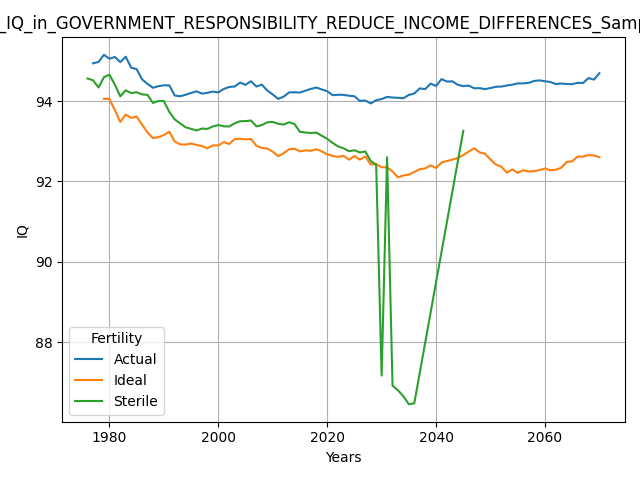 _IQ_in_GOVERNMENT_RESPONSIBILITY_REDUCE_INCOME_DIFFERENCES_Samp
94
92
90
88
IQ
Fertility
Actual
Ideal
Sterile
1980 2000 2020 2040 2060
Years